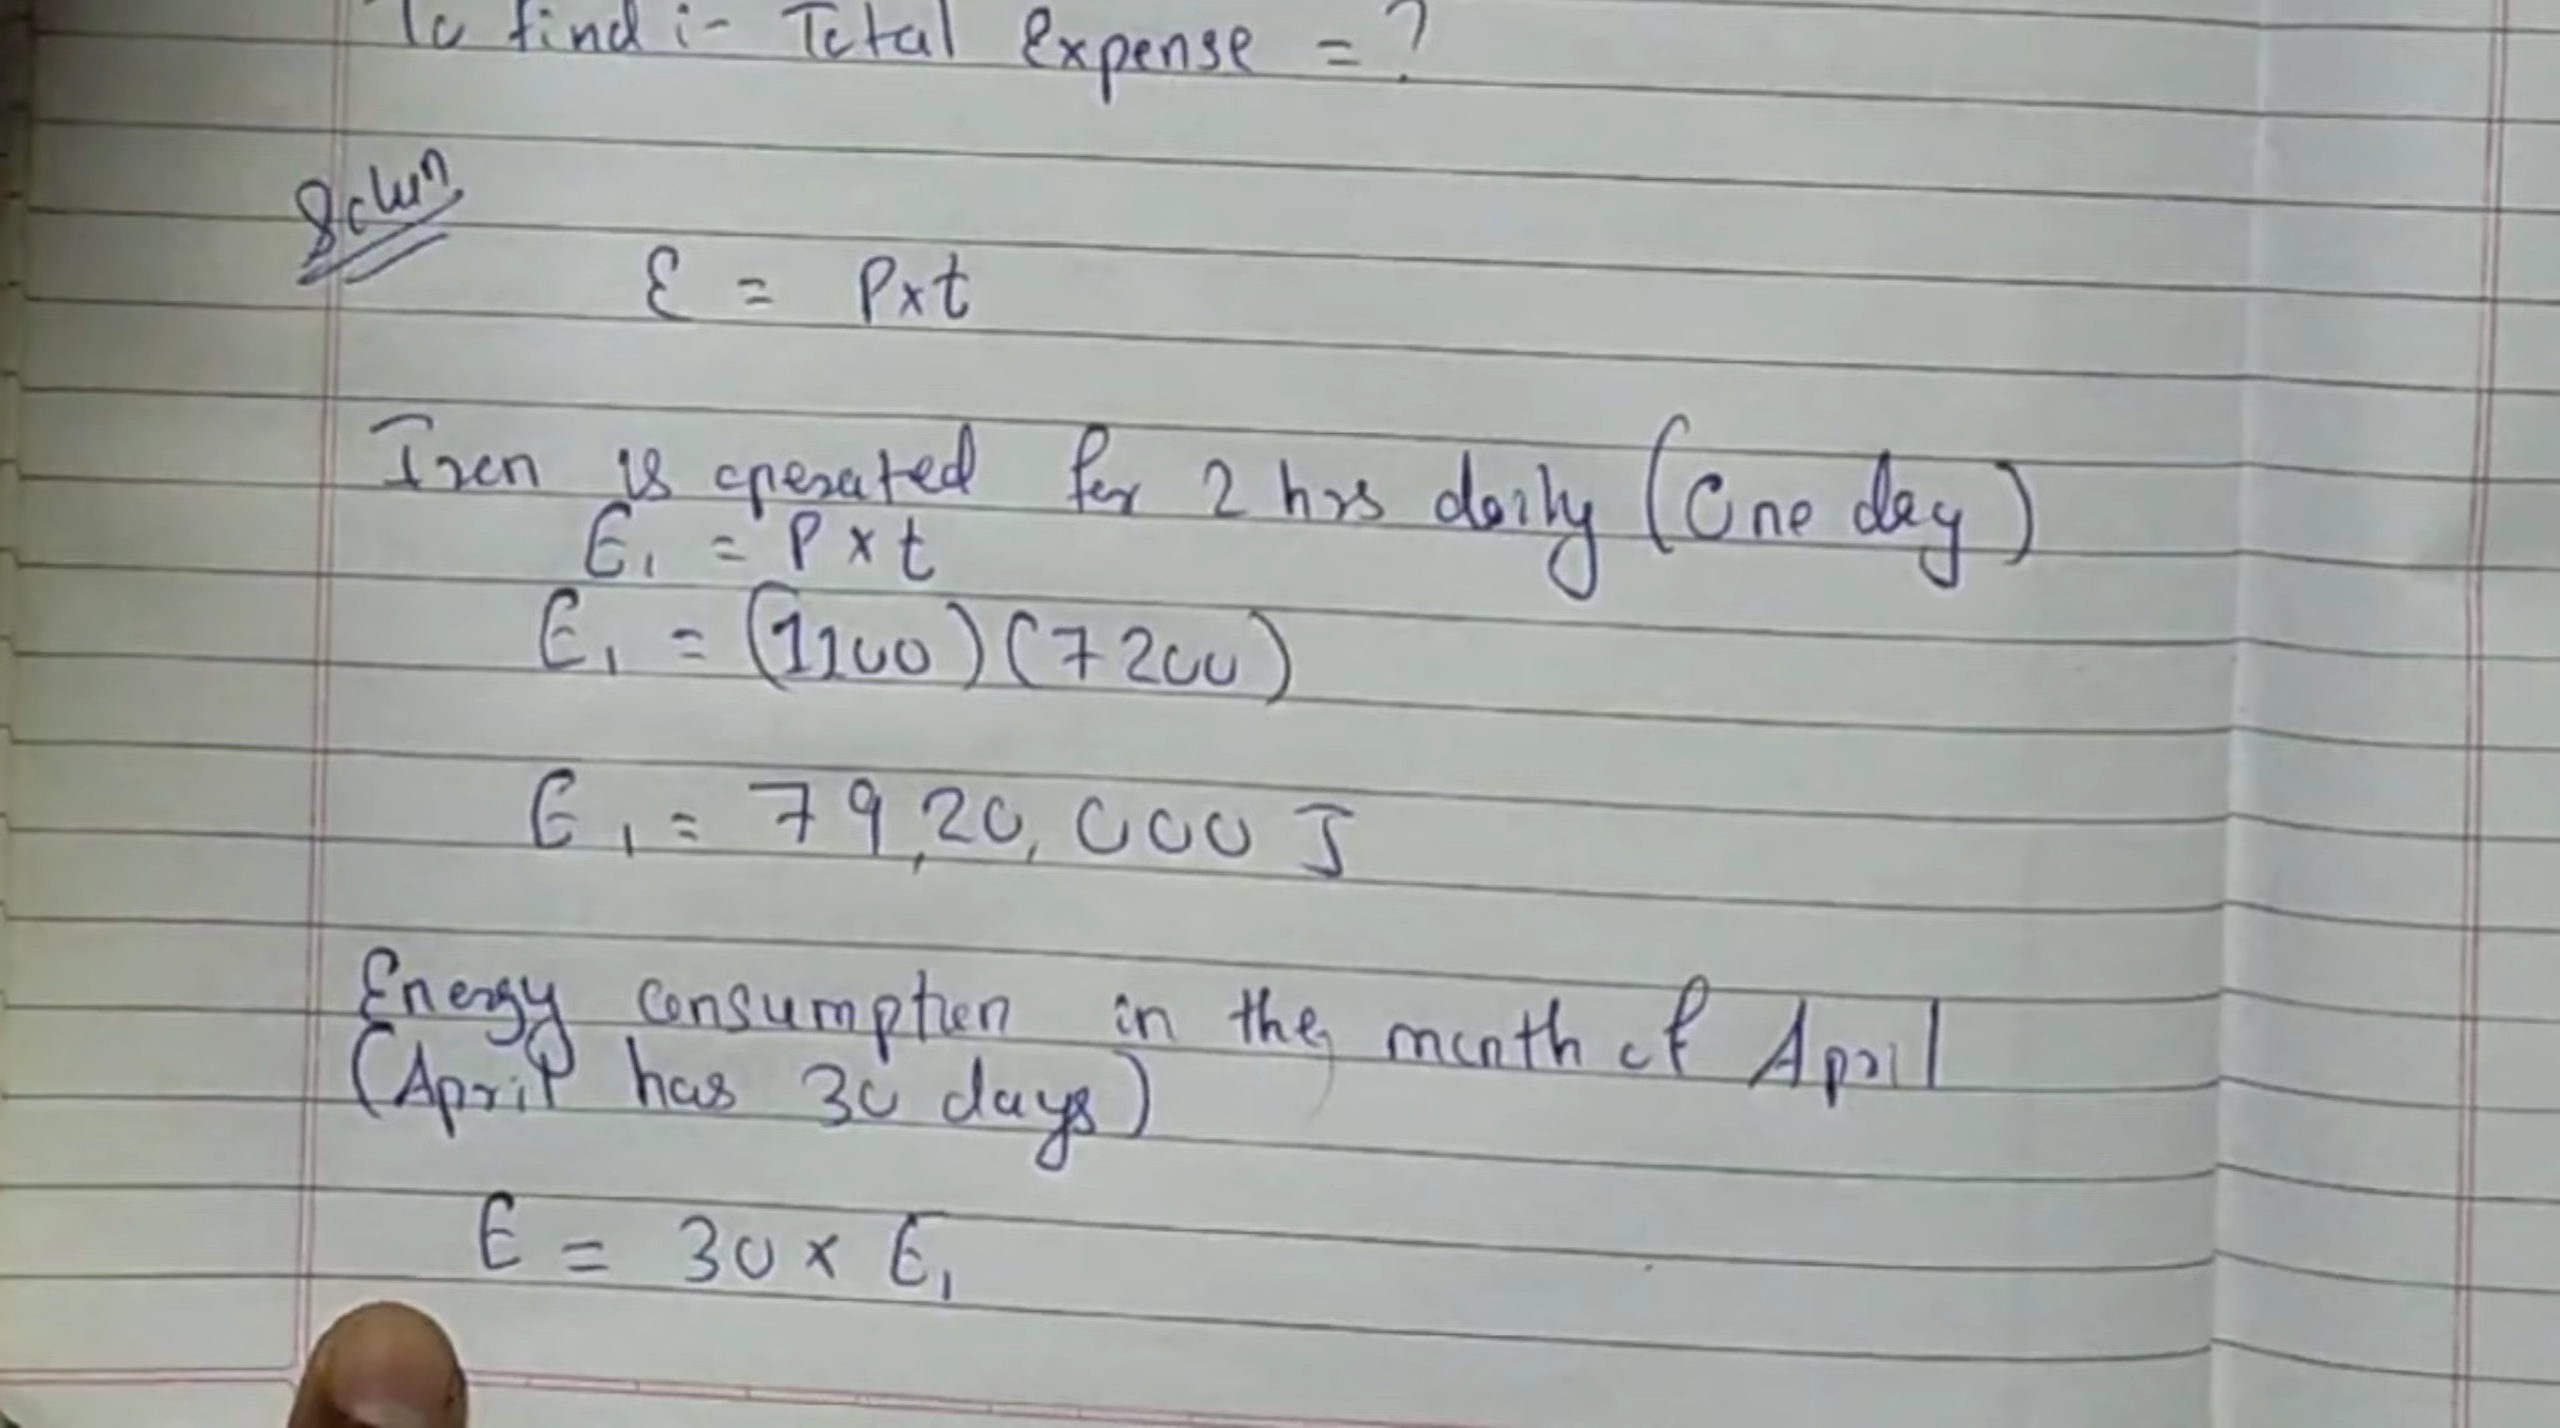 To find :- Total Expense = ?
Solun
E = P×t
Iron is operated for 2 hrs daily (One day)
E₁ = P×t
E₁ = (1100)(7200)
E₁ = 79,20,000 J
Energy consumption in the month of April
(April has 30 days)
E = 30 × E₁